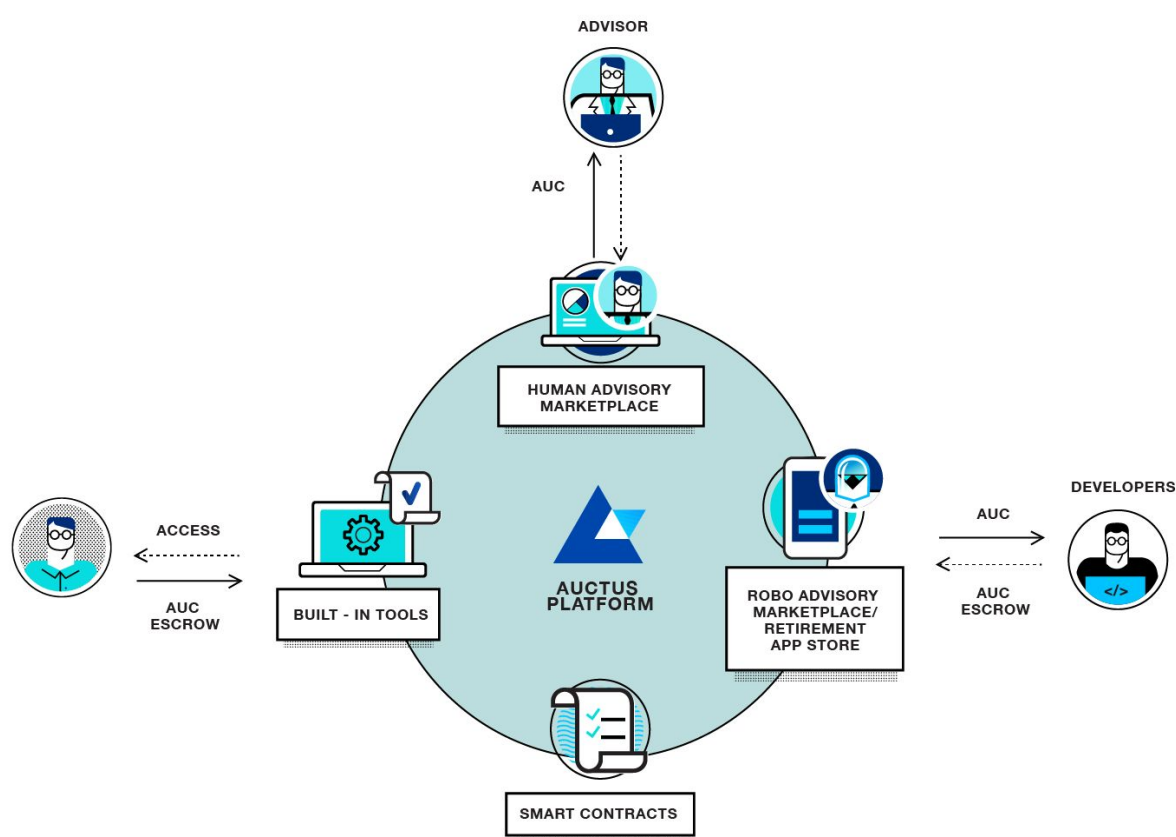 ADVISOR
AUC
HUMAN ADVISORY
MARKETPLACE
ACCESS
AUC
ESCROW
BUILT - IN TOOLS
AUCTUS
PLATFORM
ROBO ADVISORY
MARKETPLACE/
RETIREMENT
APP STORE
DEVELOPERS
AUC
AUC
ESCROW
</>
SMART CONTRACTS